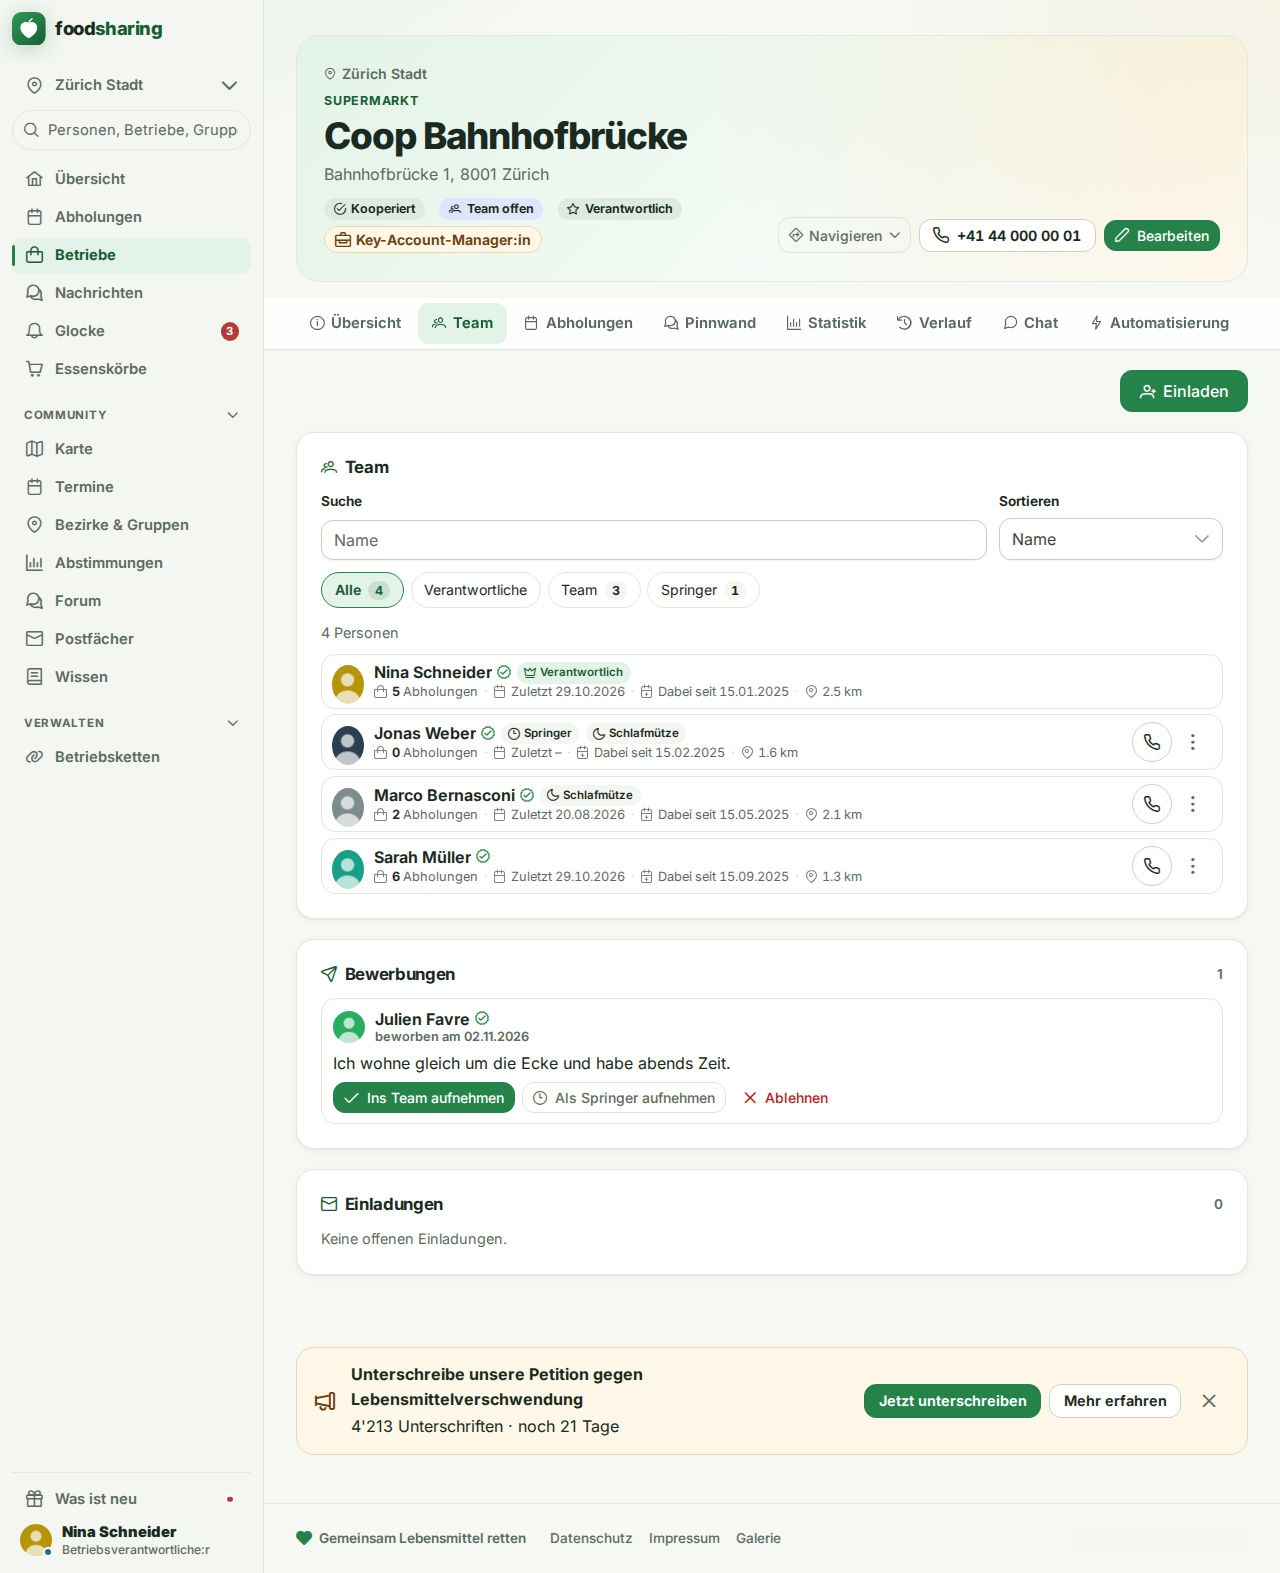 foodsharing
Zürich Stadt
Personen, Betriebe, Grupp
Übersicht
Abholungen
Betriebe
Nachrichten
Glocke 3
Essenskörbe
COMMUNITY
Karte
Termine
Bezirke & Gruppen
Abstimmungen
Forum
Postfächer
Wissen
VERWALTEN
Betriebsketten
Was ist neu
Nina Schneider
Betriebsverantwortliche:r
Zürich Stadt
SUPERMARKT
Coop Bahnhofbrücke
Bahnhofbrücke 1, 8001 Zürich
Kooperiert Team offen Verantwortlich
Key-Account-Manager:in
Navigieren +41 44 000 00 01 Bearbeiten
Übersicht Team Abholungen Pinnwand Statistik Verlauf Chat Automatisierung
Einladen
Team
Suche Sortieren
Name Name
Alle 4 Verantwortliche Team 3 Springer 1
4 Personen
Nina Schneider Verantwortlich
5 Abholungen · Zuletzt 29.10.2026 · Dabei seit 15.01.2025 · 2.5 km
Jonas Weber Springer Schlafmütze
0 Abholungen · Zuletzt – · Dabei seit 15.02.2025 · 1.6 km
Marco Bernasconi Schlafmütze
2 Abholungen · Zuletzt 20.08.2026 · Dabei seit 15.05.2025 · 2.1 km
Sarah Müller
6 Abholungen · Zuletzt 29.10.2026 · Dabei seit 15.09.2025 · 1.3 km
Bewerbungen 1
Julien Favre
beworben am 02.11.2026
Ich wohne gleich um die Ecke und habe abends Zeit.
Ins Team aufnehmen Als Springer aufnehmen Ablehnen
Einladungen 0
Keine offenen Einladungen.
Unterschreibe unsere Petition gegen
Lebensmittelverschwendung
4'213 Unterschriften · noch 21 Tage
Jetzt unterschreiben Mehr erfahren
Gemeinsam Lebensmittel retten Datenschutz Impressum Galerie